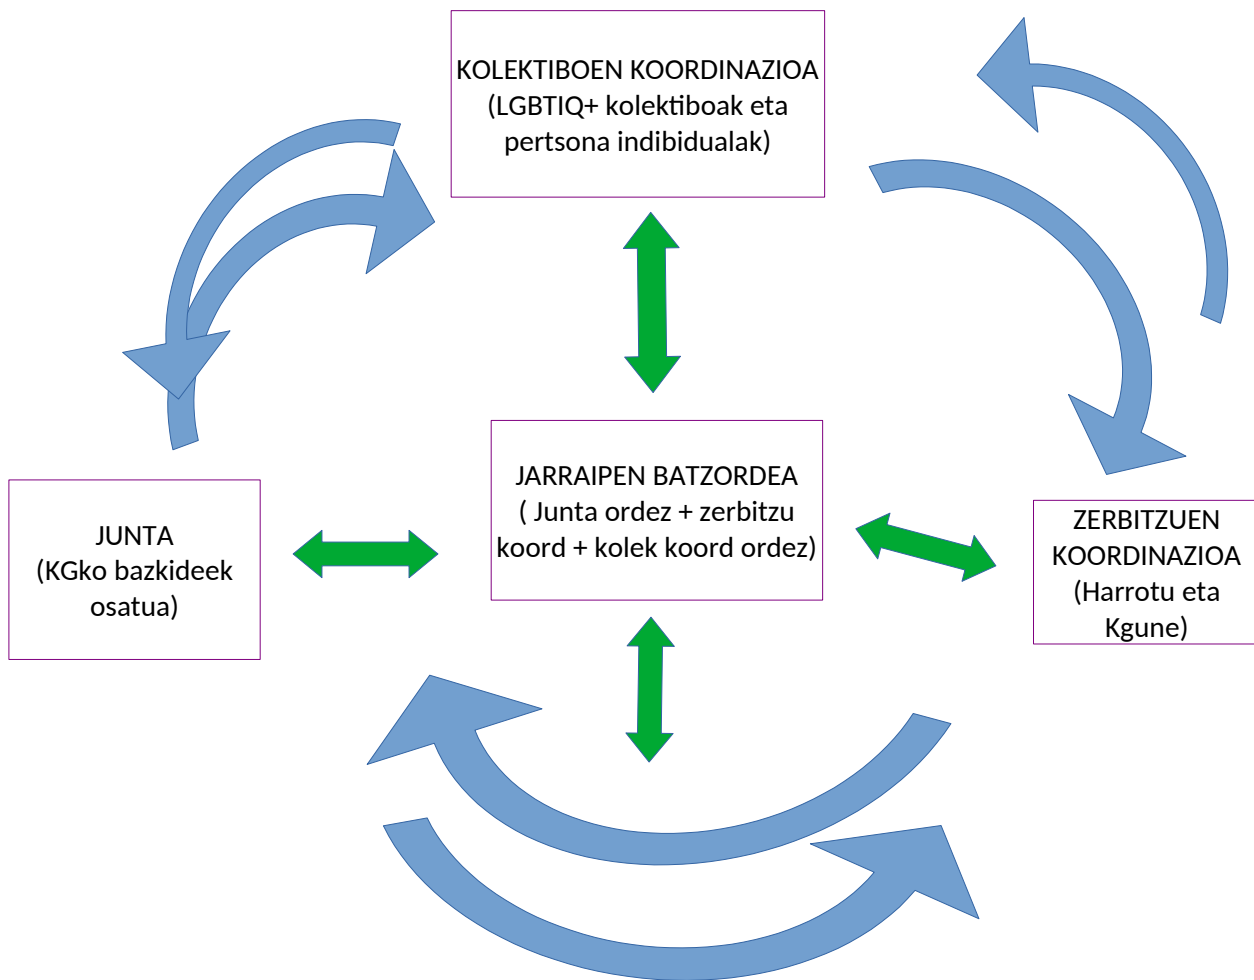 KOLEKTIBOEN KOORDINAZIOA
(LGBTIQ+ kolektiboak eta
pertsona indibidualak)
JARRAIPEN BATZORDEA
( Junta ordez + zerbitzu
koord + kolek koord ordez)
JUNTA
(KGko bazkideek
osatua)
ZERBITZUEN
KOORDINAZIOA
(Harrotu eta
Kgune)